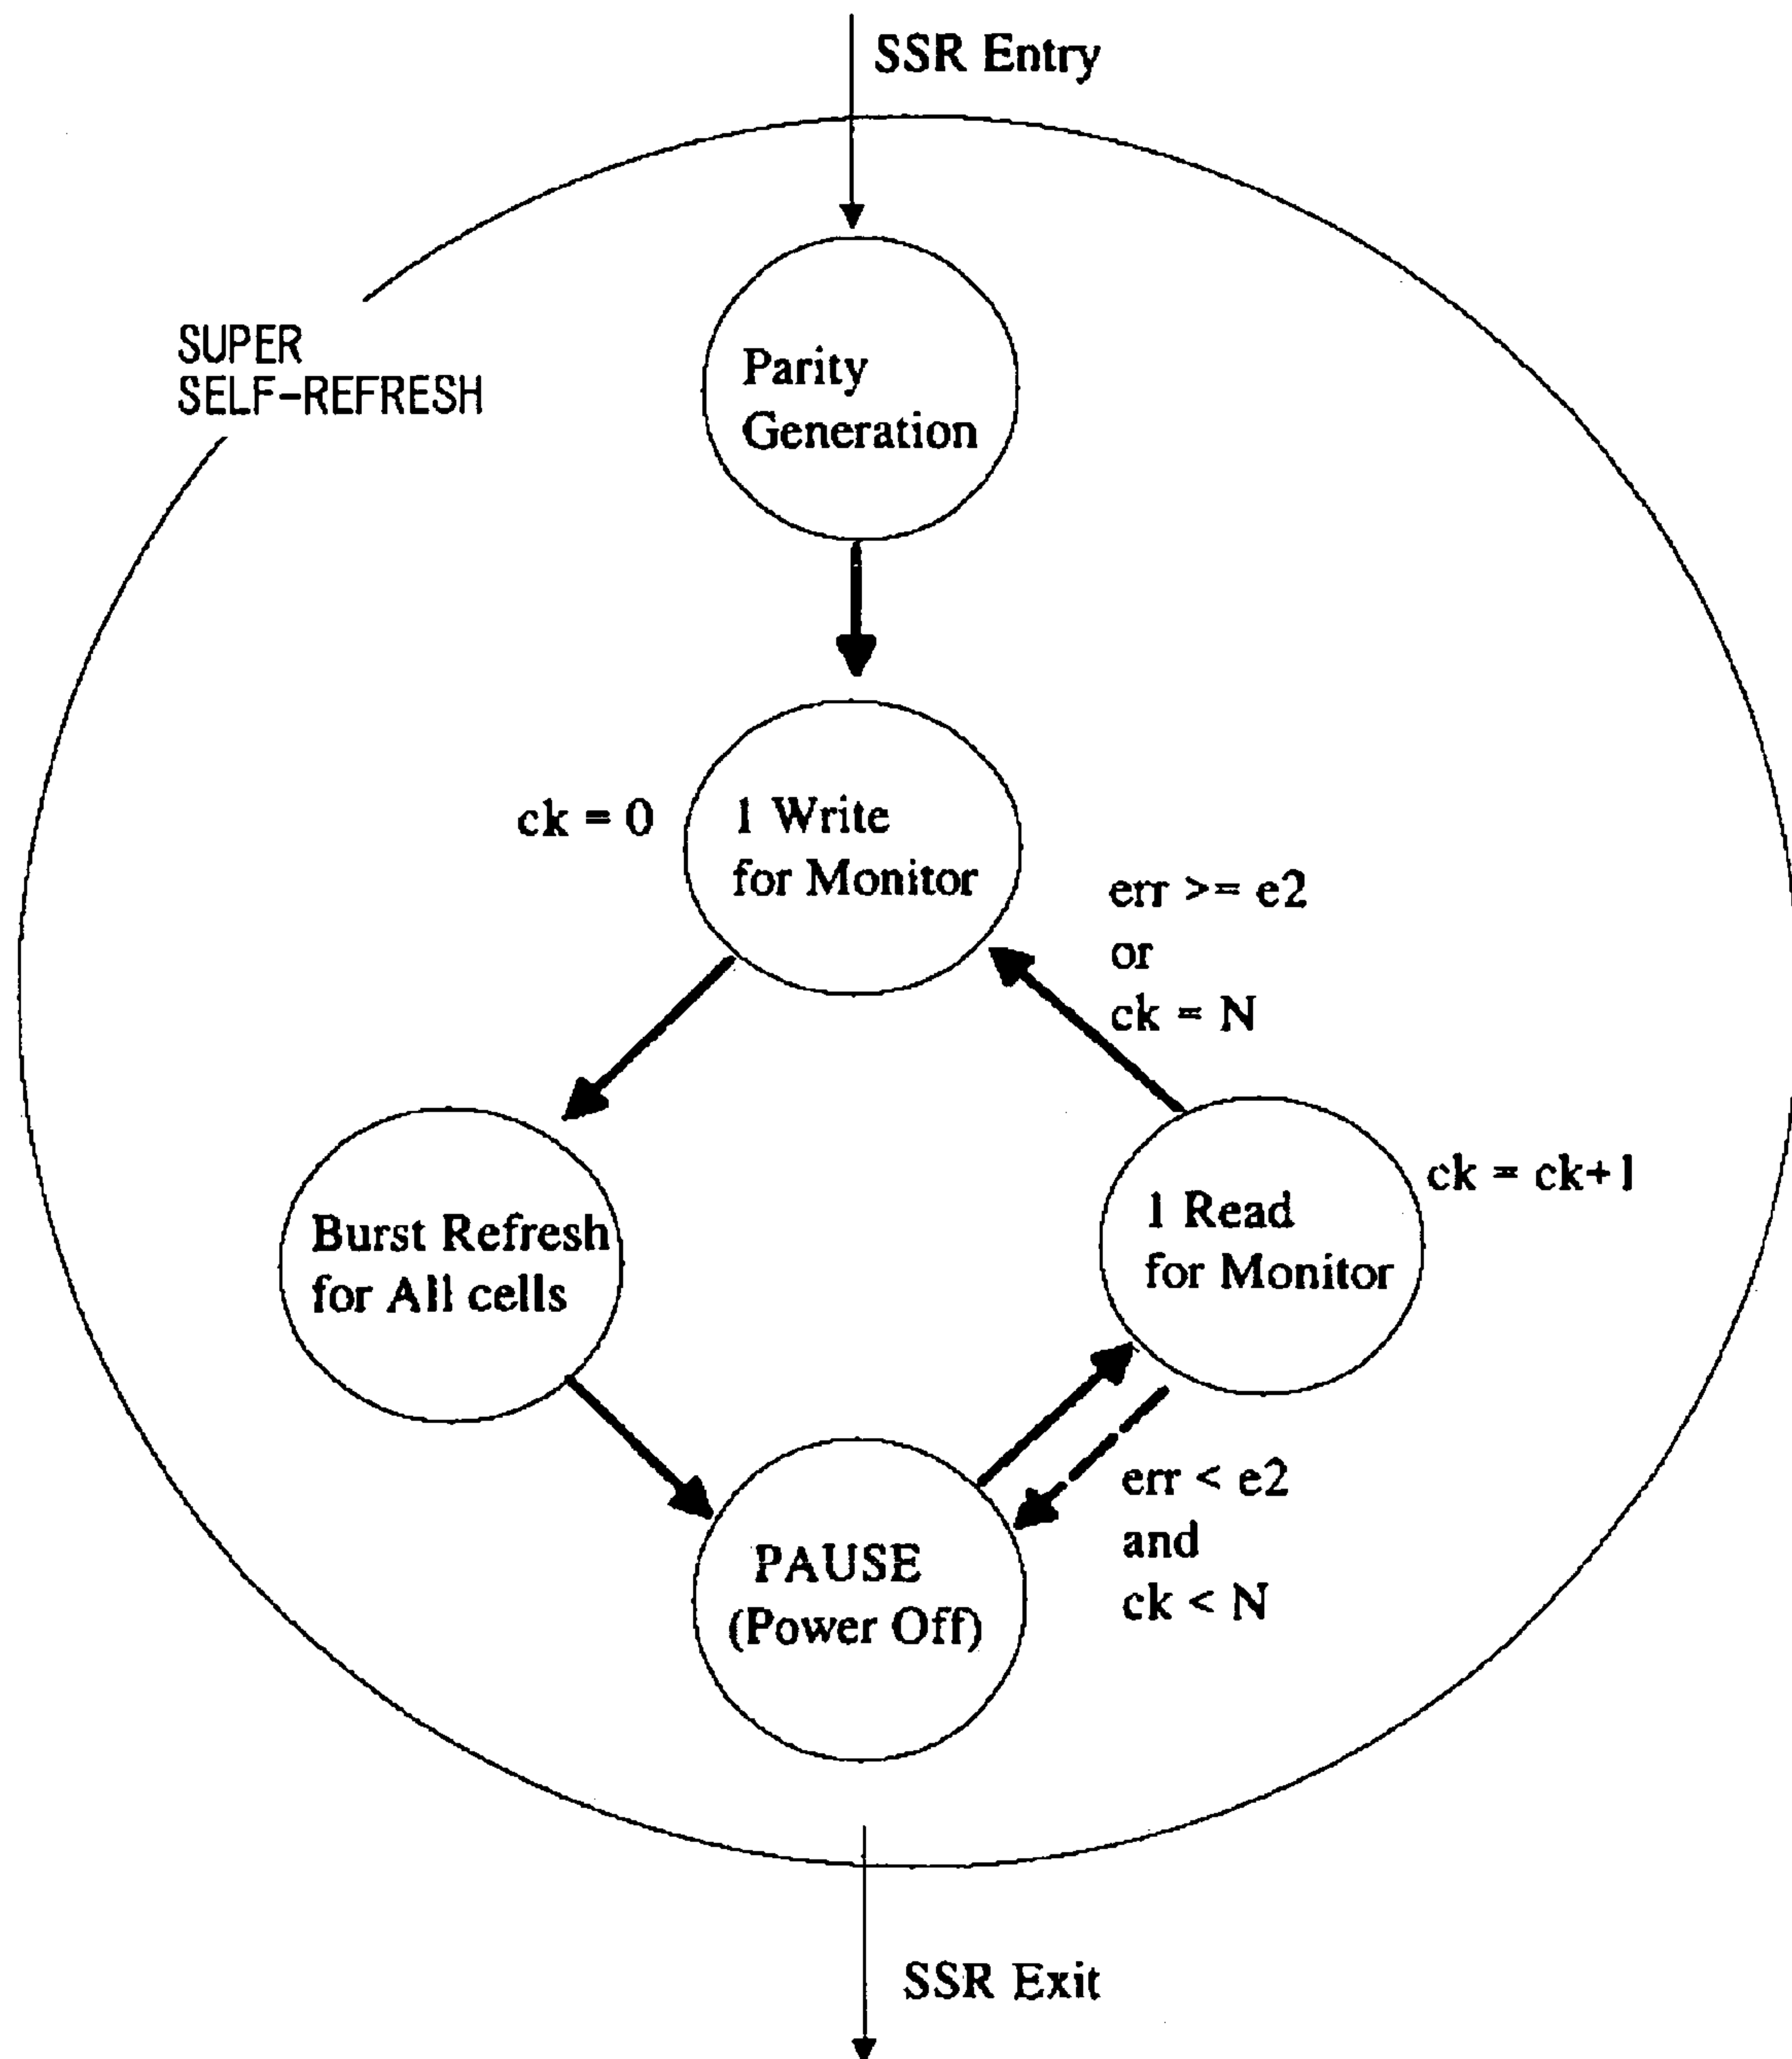 SSR Entry
SUPER
SELF-REFRESH
Parity
Generation
ck = 0
1 Write
for Monitor
err >= e2
or
ck = N
Burst Refresh
for All cells
1 Read
for Monitor
ck = ck+1
err < e2
and
ck < N
PAUSE
(Power Off)
SSR Exit